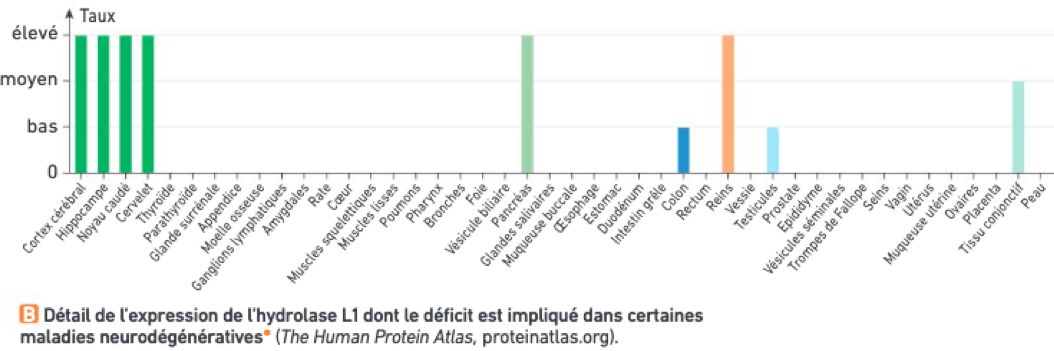 Taux
élevé
moyen
bas
0
Cortex cérébral
Hippocampe
Noyau caudé
Cervelet
Thyroïde
Parathyroïde
Glande surrénale
Appendice
Moelle osseuse
Ganglions lymphatiques
Amygdales
Rate
Cœur
Muscles squelettiques
Muscles lisses
Poumons
Pharynx
Bronches
Foie
Vésicule biliaire
Pancréas
Glandes salivaires
Muqueuse buccale
Œsophage
Estomac
Duodénum
Intestin grêle
Colon
Rectum
Reins
Vessie
Testicules
Prostate
Epididyme
Vésicules séminales
Trompes de Fallope
Seins
Vagin
Utérus
Muqueuse utérine
Ovaires
Placenta
Tissu conjonctif
Peau
B Détail de l'expression de l'hydrolase L1 dont le déficit est impliqué dans certaines
maladies neurodégénératives* (The Human Protein Atlas, proteinatlas.org).